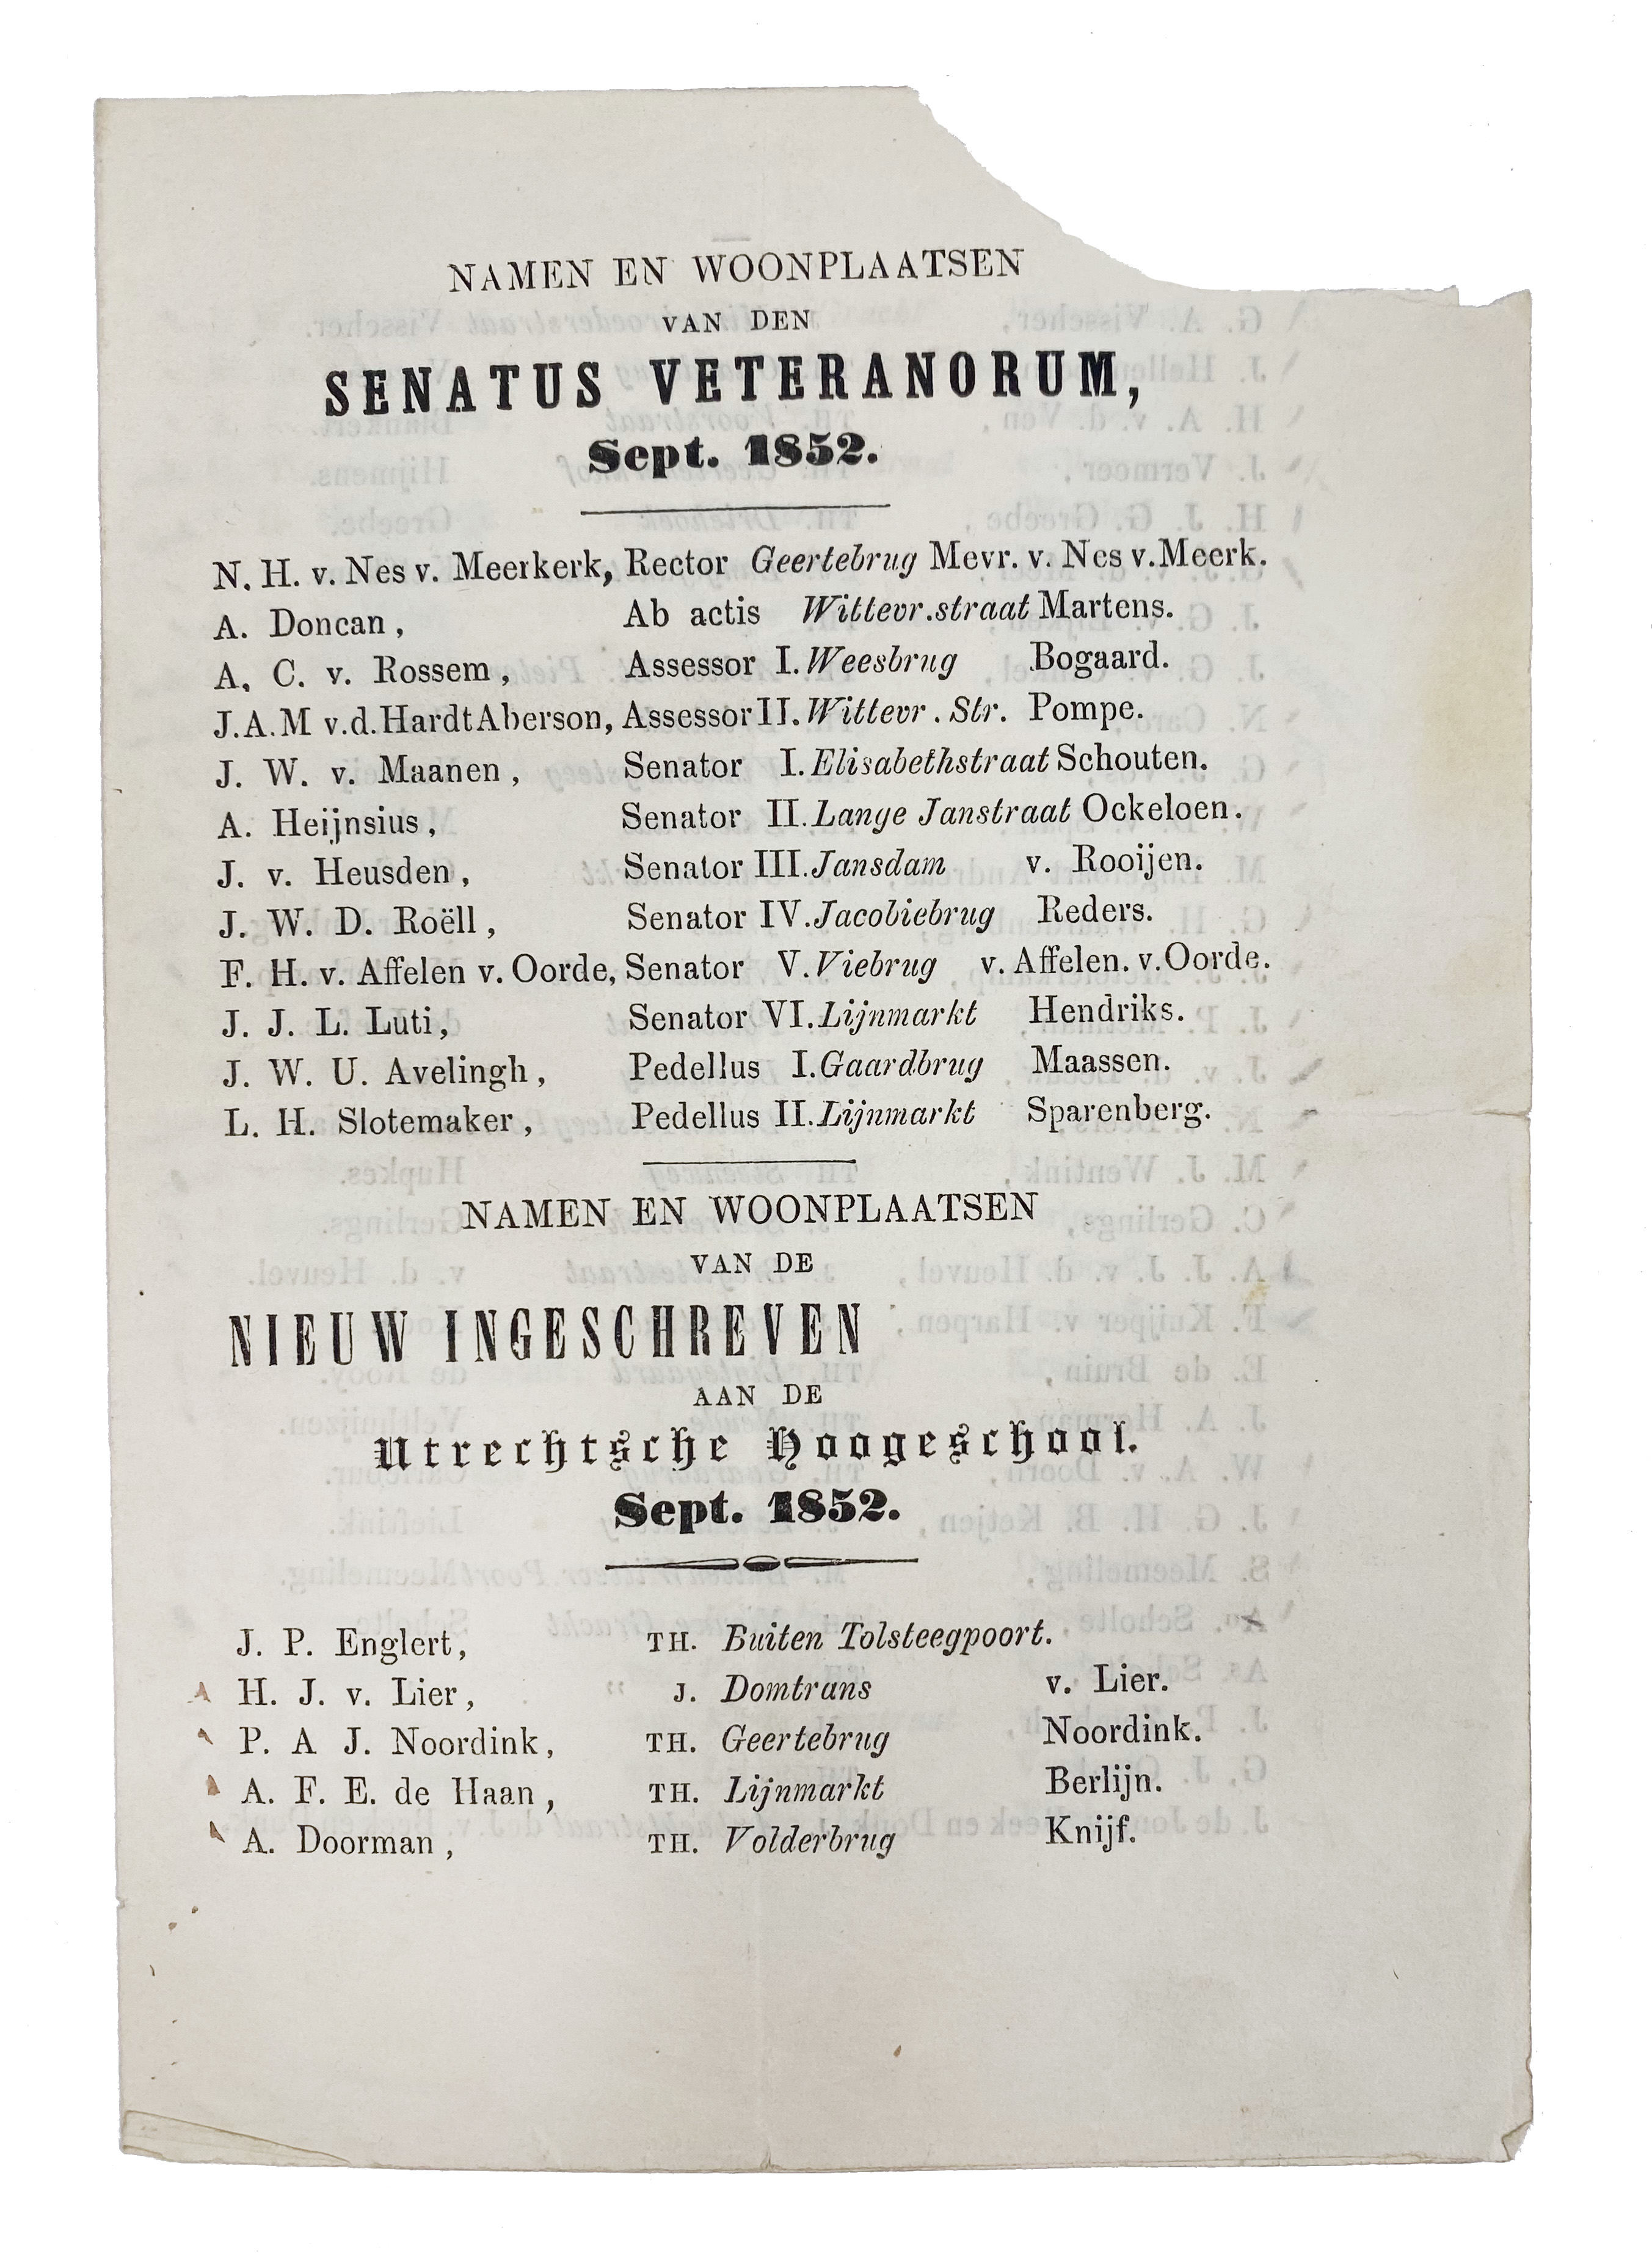 NAMEN EN WOONPLAATSEN
VAN DEN
SENATUS VETERANORUM,
Sept. 1852.
N. H. v. Nes v. Meerkerk, Rector Geertebrug Mevr. v. Nes v. Meerk.
A. Doncan, Ab actis Wittevr.straat Martens.
A. C. v. Rossem, Assessor I. Weesbrug Bogaard.
J.A.M v.d. Hardt Aberson, Assessor II. Wittevr. Str. Pompe.
J. W. v. Maanen, Senator I. Elisabethstraat Schouten.
A. Heijnsius, Senator II. Lange Janstraat Ockeloen.
J. v. Heusden, Senator III. Jansdam v. Rooijen.
J. W. D. Roëll, Senator IV. Jacobiebrug Reders.
F. H. v. Affelen v. Oorde, Senator V. Viebrug v. Affelen. v. Oorde.
J. J. L. Luti, Senator VI. Lijnmarkt Hendriks.
J. W. U. Avelingh, Pedellus I. Gaardbrug Maassen.
L. H. Slotemaker, Pedellus II. Lijnmarkt Sparenberg.
NAMEN EN WOONPLAATSEN
VAN DE
NIEUW INGESCHREVEN
AAN DE
Utrechtsche Hoogeschool.
Sept. 1852.
J. P. Englert, TH. Buiten Tolsteegpoort.
H. J. v. Lier, J. Domtrans v. Lier.
P. A J. Noordink, TH. Geertebrug Noordink.
A. F. E. de Haan, TH. Lijnmarkt Berlijn.
A. Doorman, TH. Volderbrug Knijf.